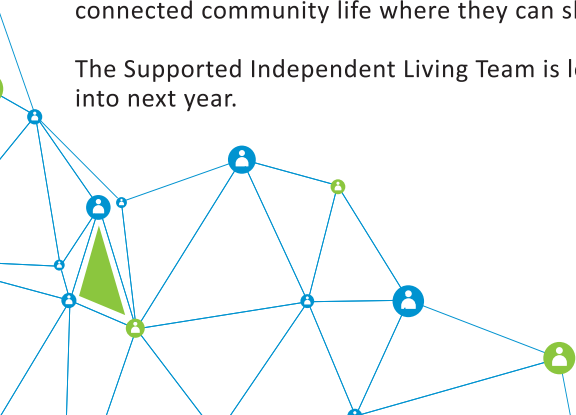 connected community life where they can
The Supported Independent Living Team is
into next year.